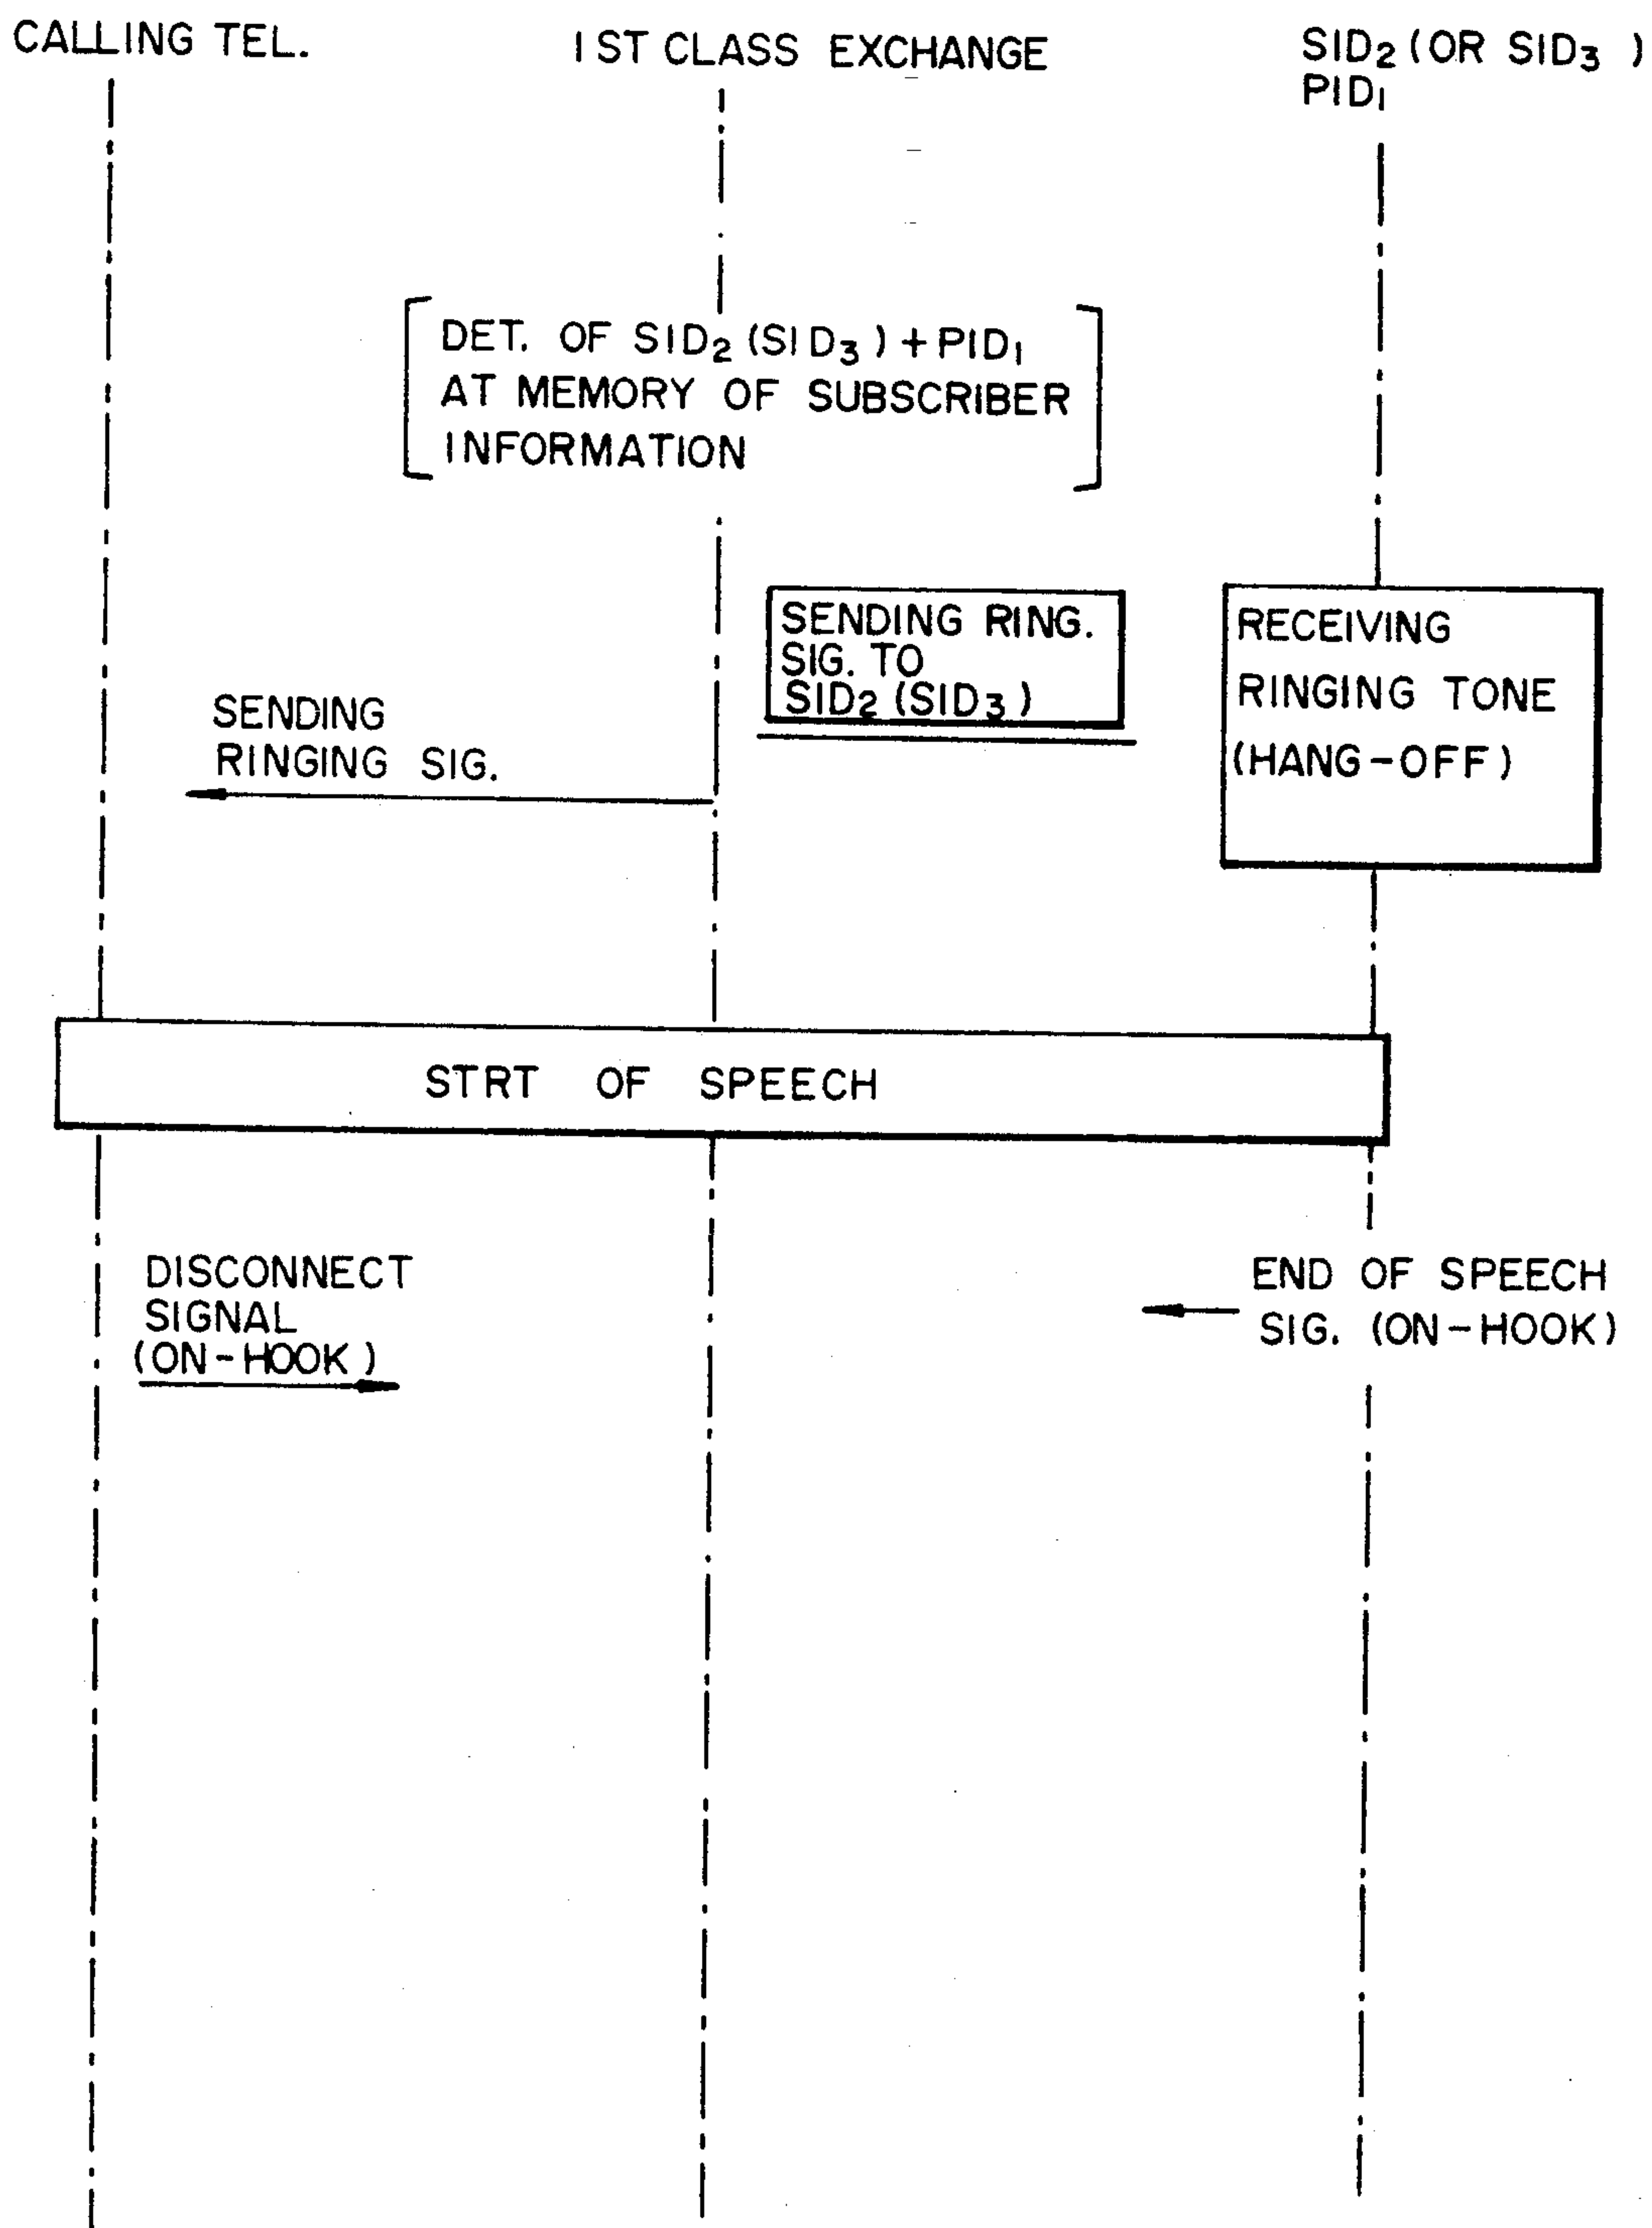 CALLING TEL.
1ST CLASS EXCHANGE
SID₂ (OR SID₃)
PID₁
DET. OF SID₂ (SID₃) + PID₁
AT MEMORY OF SUBSCRIBER
INFORMATION
SENDING RING.
SIG. TO
SID₂ (SID₃)
RECEIVING
RINGING TONE
(HANG-OFF)
SENDING
RINGING SIG.
STRT OF SPEECH
DISCONNECT
SIGNAL
(ON-HOOK)
END OF SPEECH
SIG. (ON-HOOK)